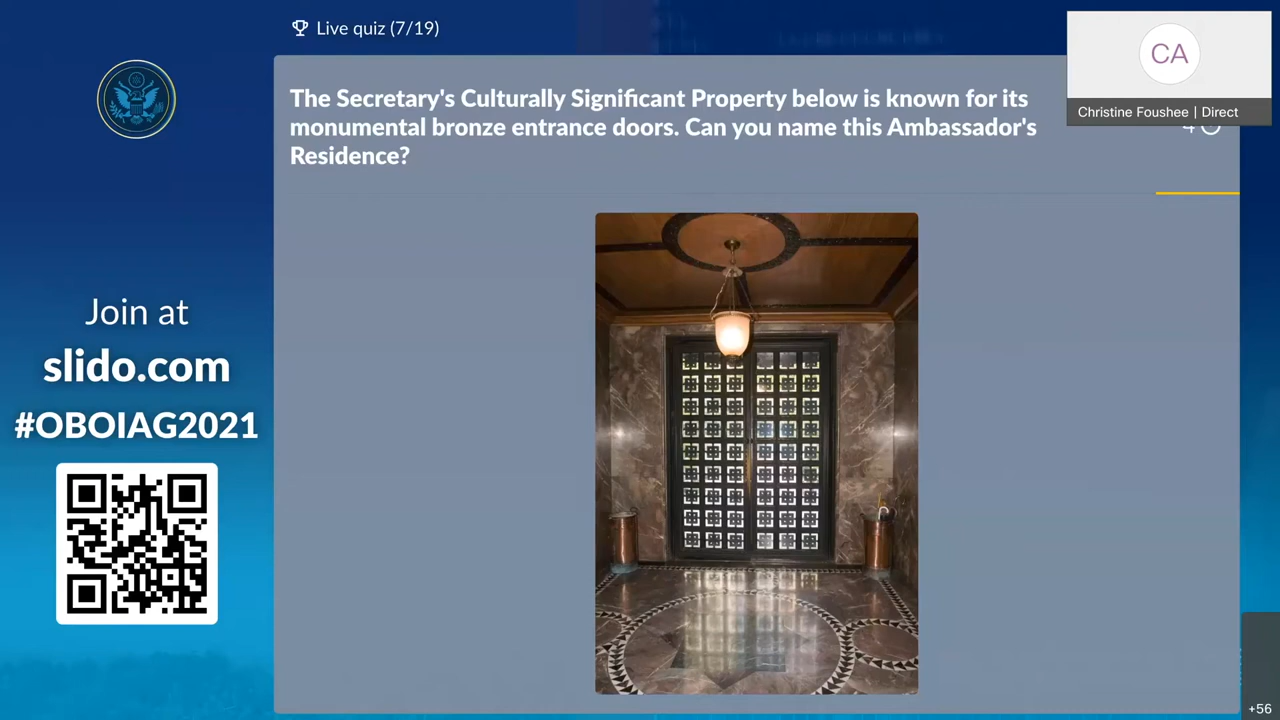 Live quiz (7/19)
CA
Christine Foushee | Direct
The Secretary's Culturally Significant Property below is known for its
monumental bronze entrance doors. Can you name this Ambassador's
Residence?
Join at
slido.com
#OBOIAG2021
+56